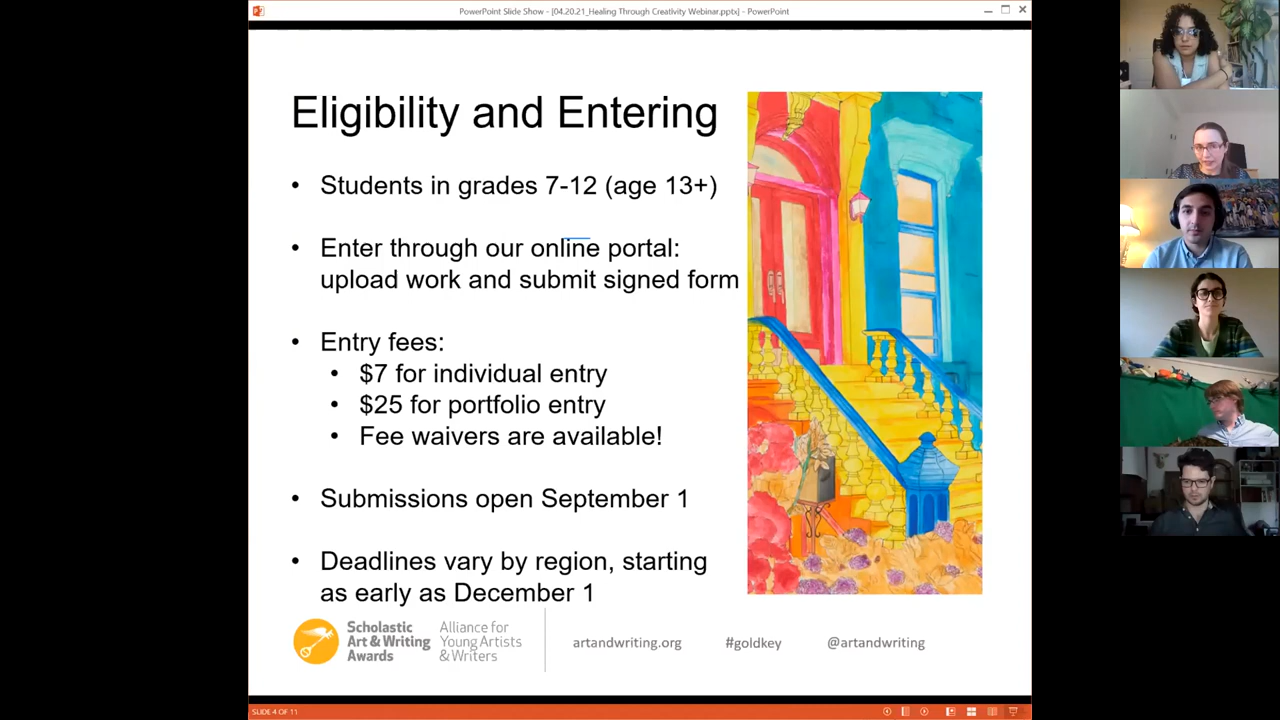 PowerPoint Slide Show - [04.20.21_Healing Through Creativity Webinar.pptx] - PowerPoint
Eligibility and Entering
• Students in grades 7-12 (age 13+)
• Enter through our online portal:
upload work and submit signed form
• Entry fees:
• $7 for individual entry
• $25 for portfolio entry
• Fee waivers are available!
• Submissions open September 1
• Deadlines vary by region, starting
as early as December 1
Scholastic
Art & Writing
Awards
Alliance for
Young Artists
& Writers
artandwriting.org
#goldkey
@artandwriting
SLIDE 4 OF 11